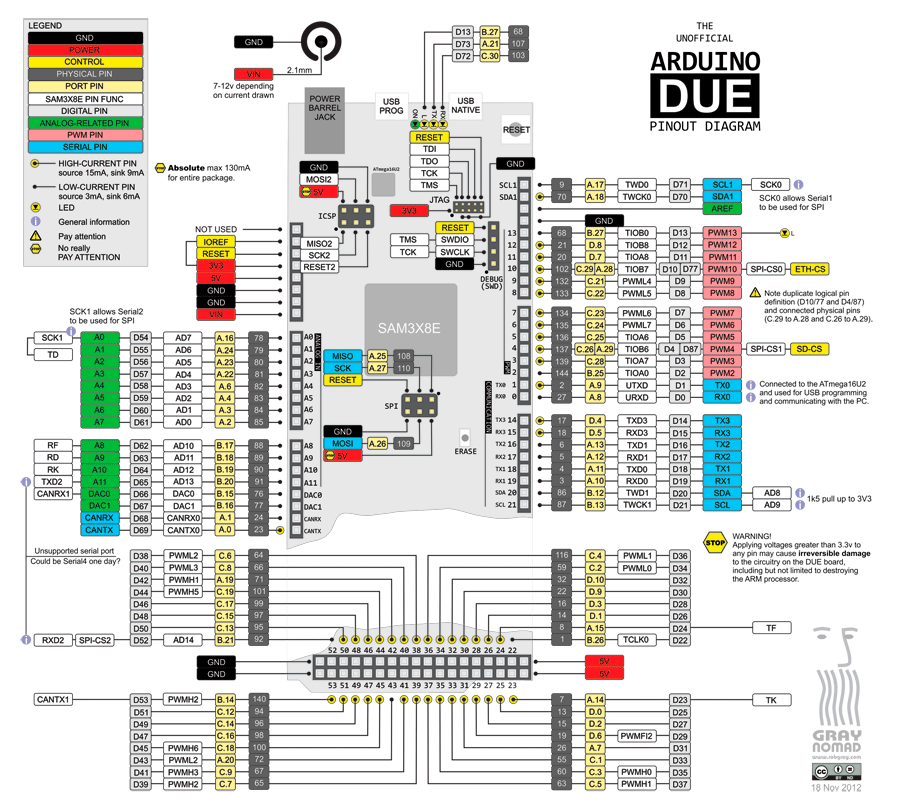 LEGEND
GND
POWER
CONTROL
PHYSICAL PIN
PORT PIN
SAM3X8E PIN FUNC
DIGITAL PIN
ANALOG-RELATED PIN
PWM PIN
SERIAL PIN
HIGH-CURRENT PIN
source 15mA, sink 9mA
LOW-CURRENT PIN
source 3mA, sink 6mA
LED
General information
Pay attention
No really
PAY ATTENTION
GND
VIN 2.1mm
7-12v depending
on current drawn
Absolute max 130mA
for entire package.
D13 B.27 68
D73 A.21 107
D72 C.30 103
THE
UNOFFICIAL
ARDUINO
DUE
PINOUT DIAGRAM
POWER
BARREL
JACK
USB
PROG
USB
NATIVE
ON L TX RX
RESET
RESET
TDI
TDO
TCK
TMS
JTAG
3V3
GND
ATmega16U2
GND
MOSI2
5V
ICSP
MISO2
SCK2
RESET2
RESET
TMS SWDIO
TCK SWCLK
GND
DEBUG
(SWD)
NOT USED
IOREF
RESET
3V3
5V
GND
GND
VIN
SAM3X8E
SCL1 9 A.17 TWD0 D71 SCL1 SCK0
SDA1 70 A.18 TWCK0 D70 SDA1
AREF
SCK0 allows Serial1
to be used for SPI
GND
13 68 B.27 TIOB0 D13 PWM13 L
12 21 D.8 TIOB8 D12 PWM12
11 20 D.7 TIOA8 D11 PWM11
10 102 C.29 A.28 TIOB7 D10 D77 PWM10 SPI-CS0 ETH-CS
9 132 C.21 PWML4 D9 PWM9
8 133 C.22 PWML5 D8 PWM8
Note duplicate logical pin
definition (D10/77 and D4/87)
and connected physical pins
(C.29 to A.28 and C.26 to A.29).
7 134 C.23 PWML6 D7 PWM7
6 135 C.24 PWML7 D6 PWM6
5 136 C.25 TIOA6 D5 PWM5
4 137 C.26 A.29 TIOB6 D4 D87 PWM4 SPI-CS1 SD-CS
3 139 C.28 TIOA7 D3 PWM3
2 144 B.25 TIOA0 D2 PWM2
TX0 1 2 A.9 UTXD D1 TX0
RX0 0 27 A.8 URXD D0 RX0
PWM
Connected to the ATmega16U2
and used for USB programming
and communicating with the PC.
COMMUNICATION
TX3 14 17 D.4 TXD3 D14 TX3
RX3 15 18 D.5 RXD3 D15 RX3
TX2 16 6 A.13 TXD1 D16 TX2
RX2 17 5 A.12 RXD1 D17 RX2
TX1 18 4 A.11 TXD0 D18 TX1
RX1 19 3 A.10 RXD0 D19 RX1
SDA 20 86 B.12 TWD1 D20 SDA AD8
SCL 21 87 B.13 TWCK1 D21 SCL AD9
1k5 pull up to 3V3
SCK1 allows Serial2
to be used for SPI
SCK1 A0 D54 AD7 A.16 78 A0
TD A1 D55 AD6 A.24 79 A1
A2 D56 AD5 A.23 80 A2
A3 D57 AD4 A.22 81 A3
A4 D58 AD3 A.6 82 A4
A5 D59 AD2 A.4 83 A5
A6 D60 AD1 A.3 84 A6
A7 D61 AD0 A.2 85 A7
ANALOG IN
MISO A.25 108
SCK A.27 110
RESET
SPI
GND
MOSI A.26 109
5V
ERASE
RF A8 D62 AD10 B.17 88 A8
RD A9 D63 AD11 B.18 89 A9
RK A10 D64 AD12 B.19 90 A10
TXD2 A11 D65 AD13 B.20 91 A11
CANRX1 DAC0 D66 DAC0 B.15 76 DAC0
DAC1 D67 DAC1 B.16 77 DAC1
CANRX D68 CANRX0 A.1 24 CANRX
CANTX D69 CANTX0 A.0 23 CANTX
Unsupported serial port
Could be Serial4 one day?
STOP WARNING!
Applying voltages greater than 3.3v to
any pin may cause irreversible damage
to the circuitry on the DUE board,
including but not limited to destroying
the ARM processor.
D38 PWML2 C.6 64
D40 PWML3 C.8 66
D42 PWMH1 A.19 71
D44 PWMH5 C.19 101
D46 C.17 99
D48 C.15 97
D50 C.13 95
RXD2 SPI-CS2 D52 AD14 B.21 92
116 C.4 PWML1 D36
59 C.2 PWML0 D34
32 D.10 D32
22 D.9 D30
16 D.3 D28
14 D.1 D26
8 A.15 D24 TF
1 B.26 TCLK0 D22
52 50 48 46 44 42 40 38 36 34 32 30 28 26 24 22
GND 5V
GND 5V
53 51 49 47 45 43 41 39 37 35 33 31 29 27 25 23
CANTX1 D53 PWMH2 B.14 140
D51 C.12 94
D49 C.14 96
D47 C.16 98
D45 PWMH6 C.18 100
D43 PWML2 A.20 72
D41 PWMH3 C.9 67
D39 PWMH2 C.7 65
7 A.14 D23 TK
13 D.0 D25
15 D.2 D27
19 D.6 PWMFI2 D29
26 A.7 D31
55 C.1 D33
60 C.3 PWMH0 D35
63 C.5 PWMH1 D37
GRAY
NOMAD
www.robgray.com
CC BY ND
18 Nov 2012